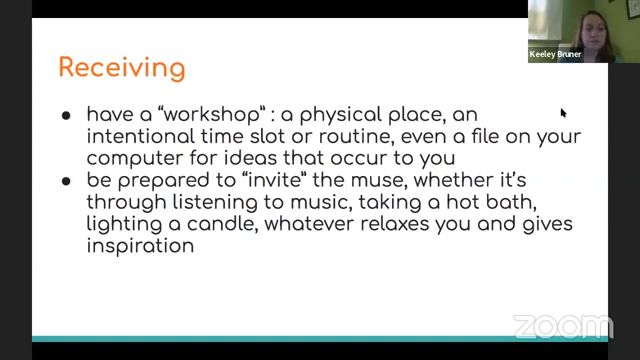 Keeley Bruner
Receiving
● have a “workshop” : a physical place, an
intentional time slot or routine, even a file on your
computer for ideas that occur to you
● be prepared to “invite” the muse, whether it’s
through listening to music, taking a hot bath,
lighting a candle, whatever relaxes you and gives
inspiration
zoom